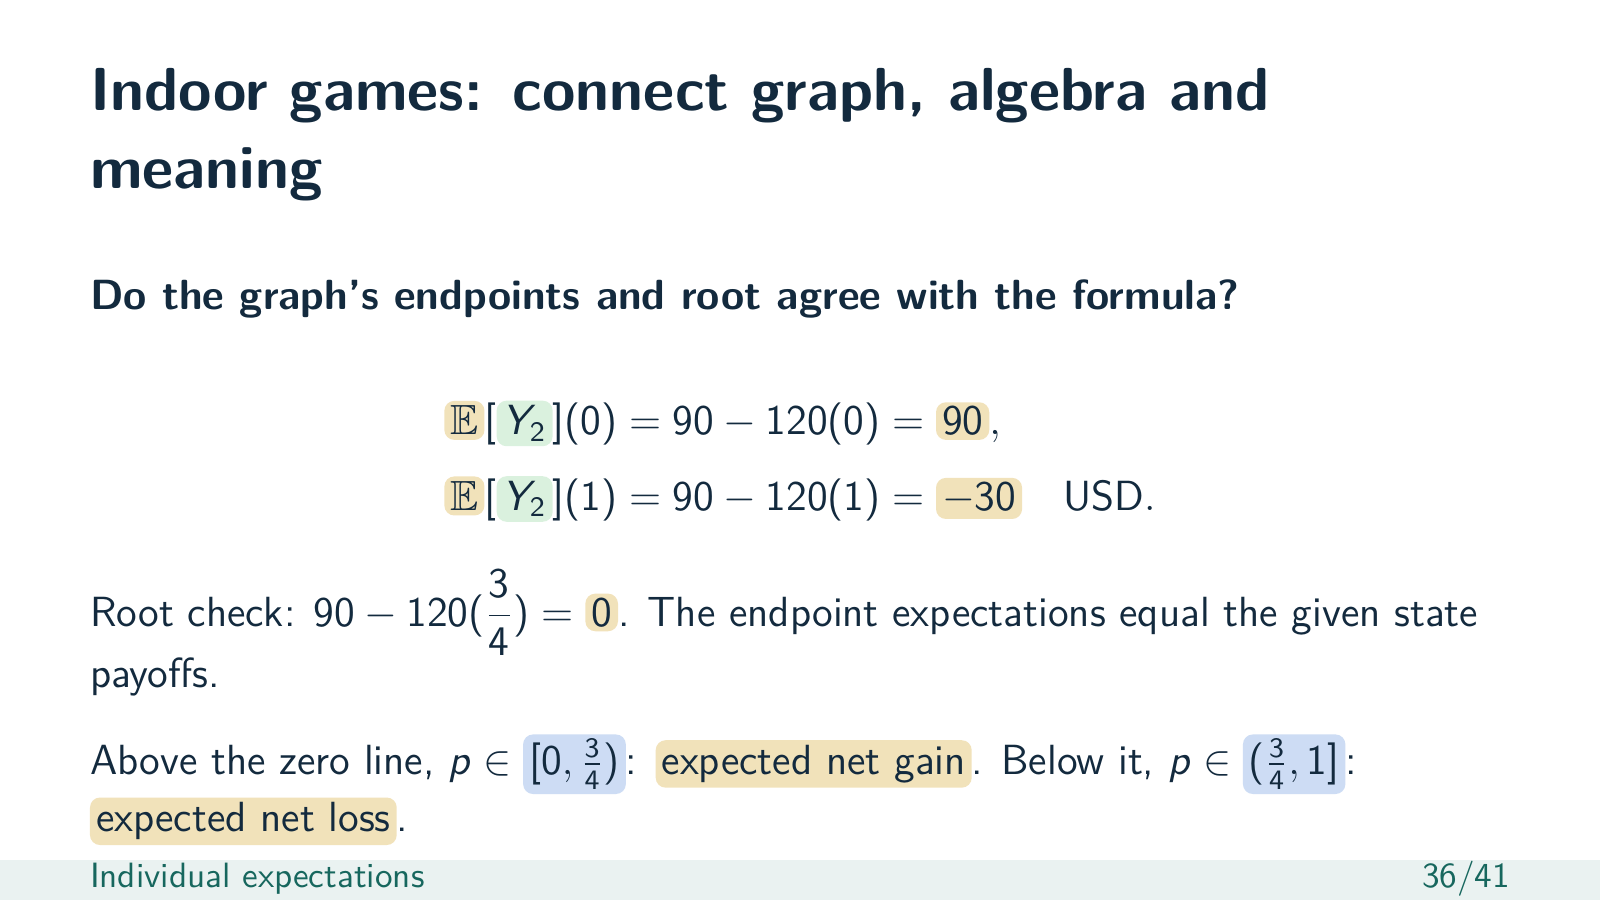 Indoor games: connect graph, algebra and
meaning
Do the graph's endpoints and root agree with the formula?
𝔼[Y₂](0) = 90 − 120(0) = 90,
𝔼[Y₂](1) = 90 − 120(1) = −30 USD.
Root check: 90 − 120(3/4) = 0. The endpoint expectations equal the given state
payoffs.
Above the zero line, p ∈ [0, 3/4): expected net gain. Below it, p ∈ (3/4, 1]:
expected net loss.
Individual expectations
36/41